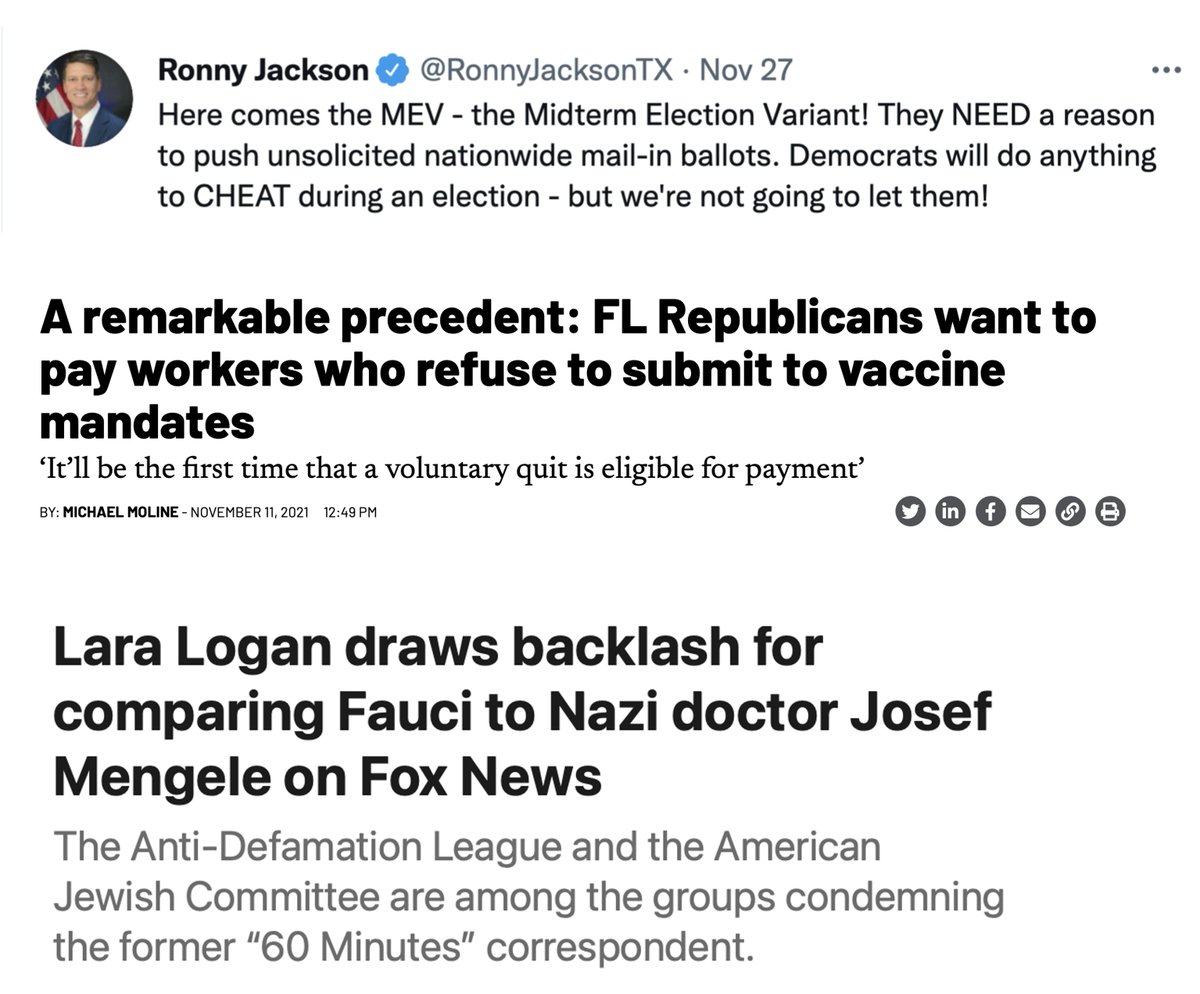 Ronny Jackson @RonnyJacksonTX · Nov 27
Here comes the MEV - the Midterm Election Variant! They NEED a reason
to push unsolicited nationwide mail-in ballots. Democrats will do anything
to CHEAT during an election - but we're not going to let them!
A remarkable precedent: FL Republicans want to
pay workers who refuse to submit to vaccine
mandates
‘It’ll be the first time that a voluntary quit is eligible for payment’
BY: MICHAEL MOLINE - NOVEMBER 11, 2021 12:49 PM
Lara Logan draws backlash for
comparing Fauci to Nazi doctor Josef
Mengele on Fox News
The Anti-Defamation League and the American
Jewish Committee are among the groups condemning
the former “60 Minutes” correspondent.